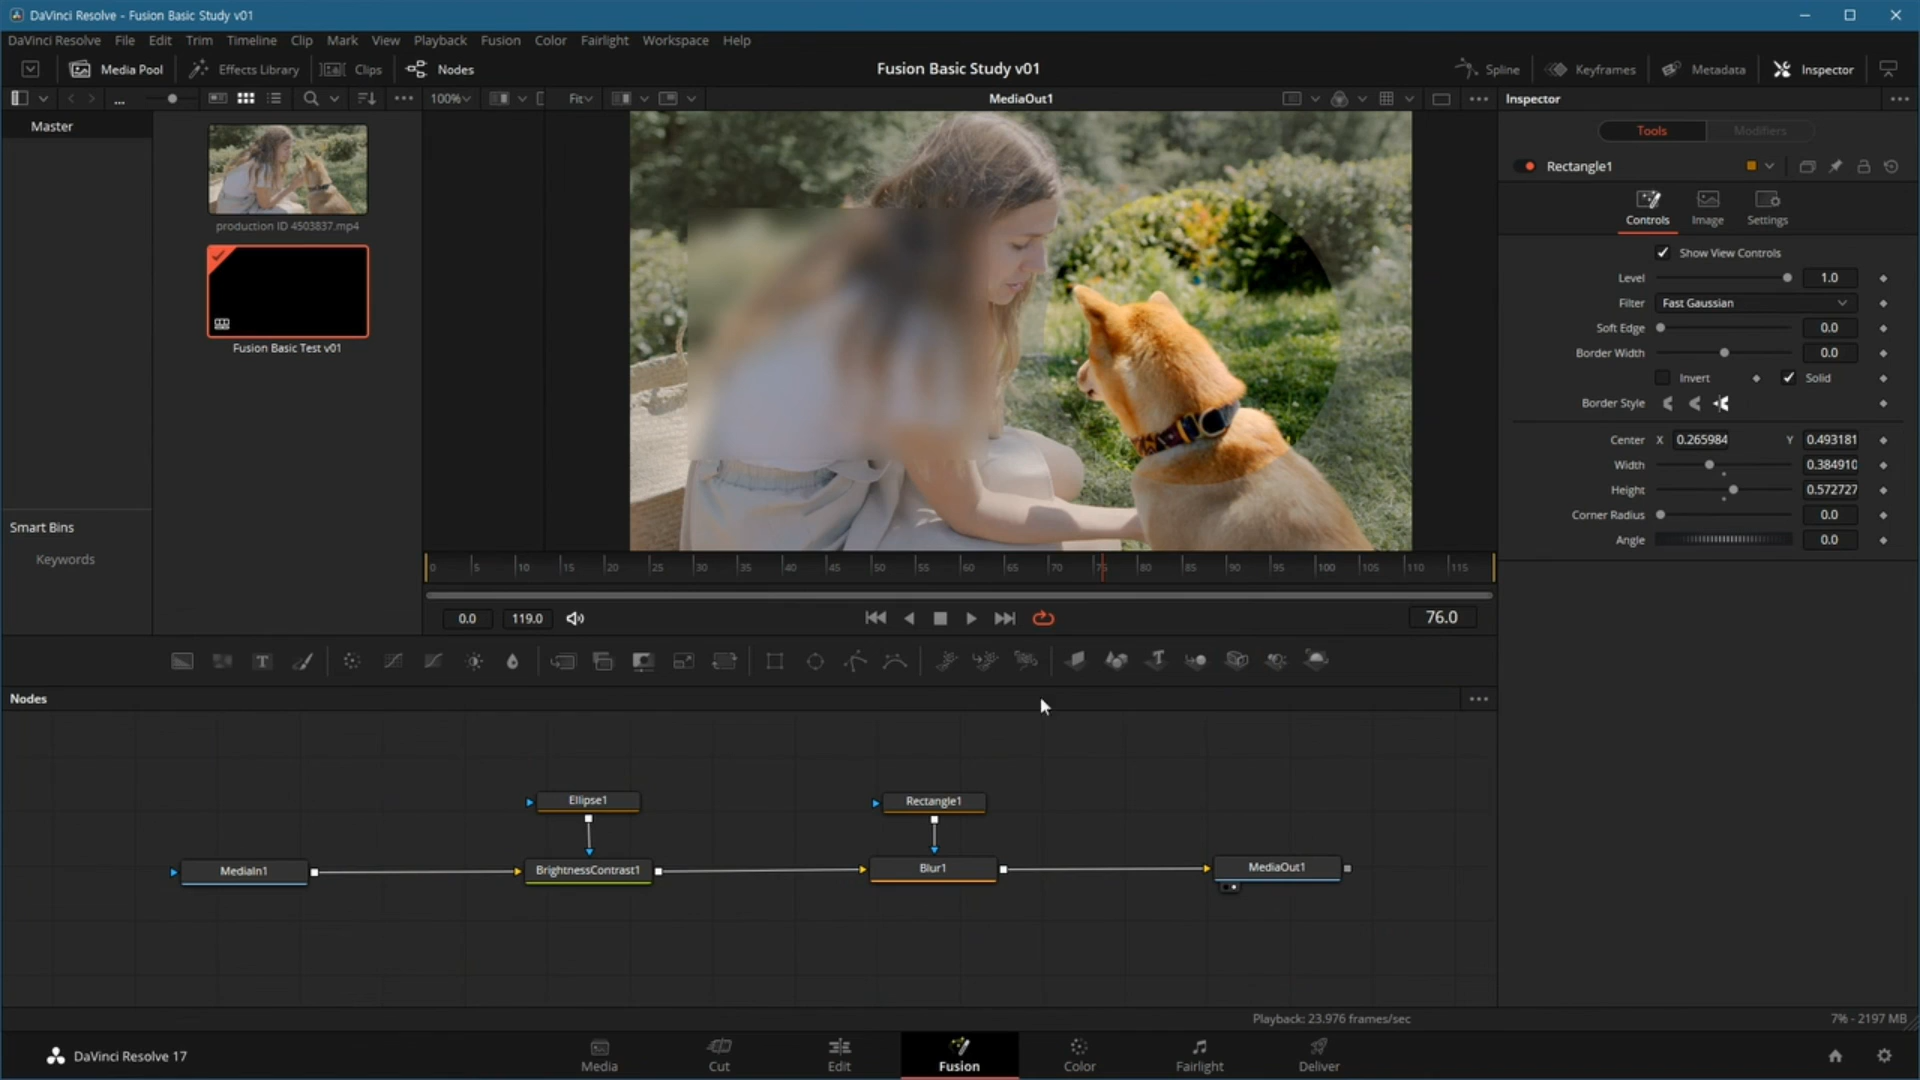 DaVinci Resolve - Fusion Basic Study v01
DaVinci Resolve File Edit Trim Timeline Clip Mark View Playback Fusion Color Fairlight Workspace Help
Media Pool Effects Library Clips Nodes Fusion Basic Study v01 Spline Keyframes Metadata Inspector
100% Fit MediaOut1 Inspector
Master
Tools Modifiers
Rectangle1
Controls Image Settings
production ID 4503837.mp4
Fusion Basic Test v01
Show View Controls
Level 1.0
Filter Fast Gaussian
Soft Edge 0.0
Border Width 0.0
Invert Solid
Border Style
Center X 0.265984 Y 0.493181
Width 0.384910
Height 0.572727
Corner Radius 0.0
Angle 0.0
Smart Bins
Keywords
0 5 10 15 20 25 30 35 40 45 50 55 60 65 70 75 80 85 90 95 100 105 110 115
0.0 119.0 76.0
Nodes
Ellipse1 Rectangle1
MediaIn1 BrightnessContrast1 Blur1 MediaOut1
Playback: 23.976 frames/sec 7% - 2197 MB
DaVinci Resolve 17 Media Cut Edit Fusion Color Fairlight Deliver